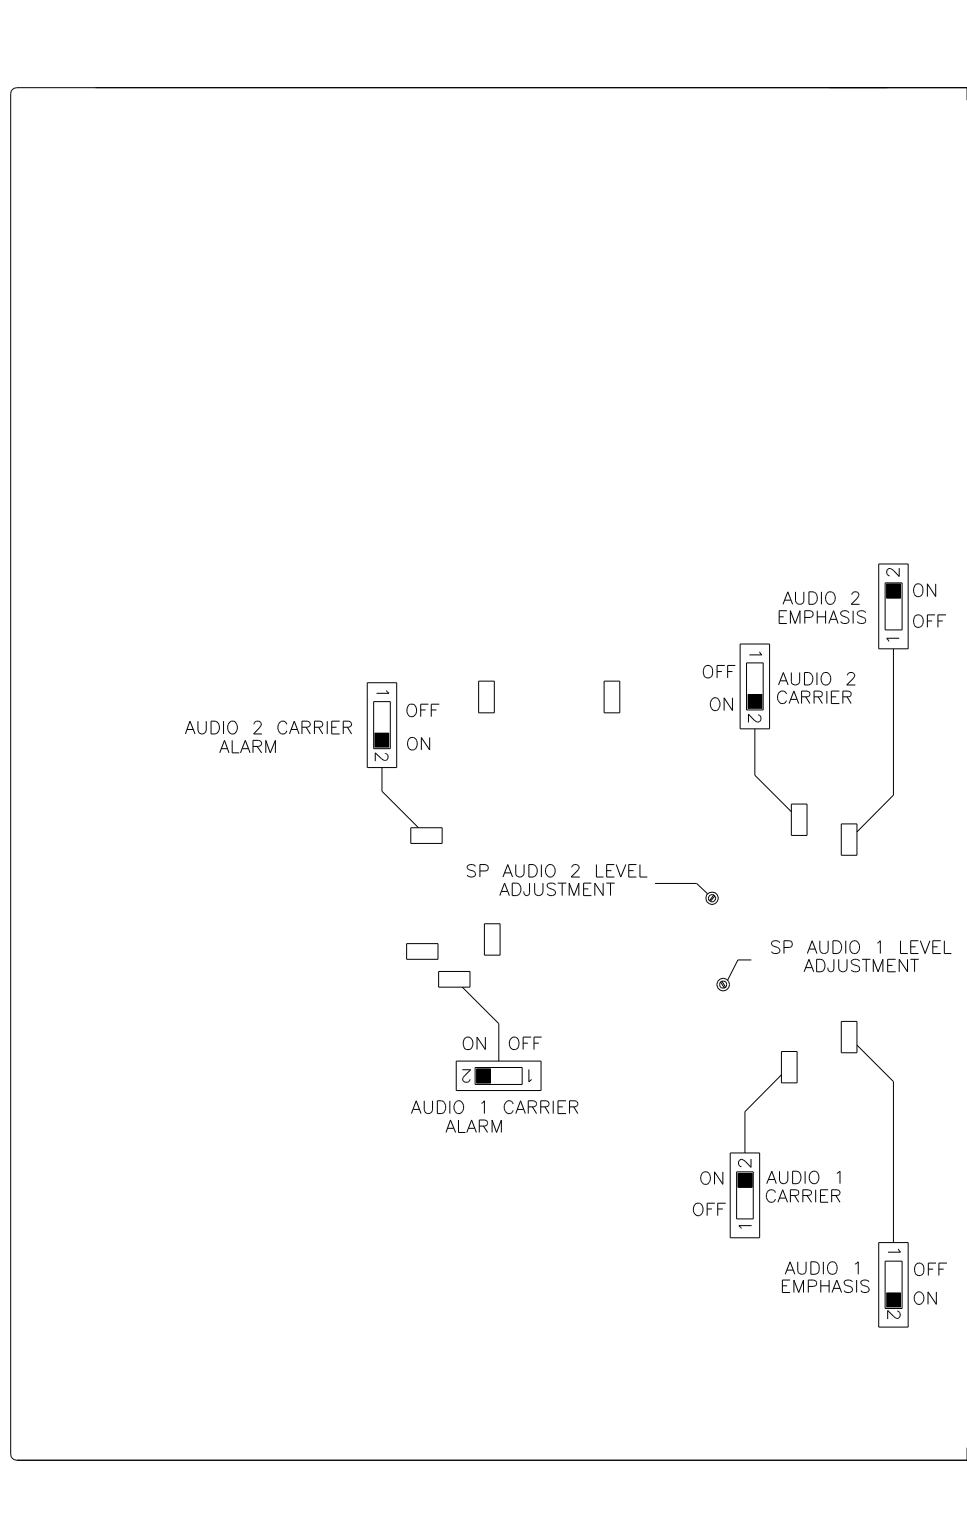 2
ON
AUDIO 2
EMPHASIS
OFF
1
1
OFF
AUDIO 2
CARRIER
ON
2
1
OFF
AUDIO 2 CARRIER
ALARM
ON
2
SP AUDIO 2 LEVEL
ADJUSTMENT
SP AUDIO 1 LEVEL
ADJUSTMENT
ON OFF
2 1
AUDIO 1 CARRIER
ALARM
2
ON
AUDIO 1
CARRIER
OFF
1
1
AUDIO 1
EMPHASIS
OFF
ON
2